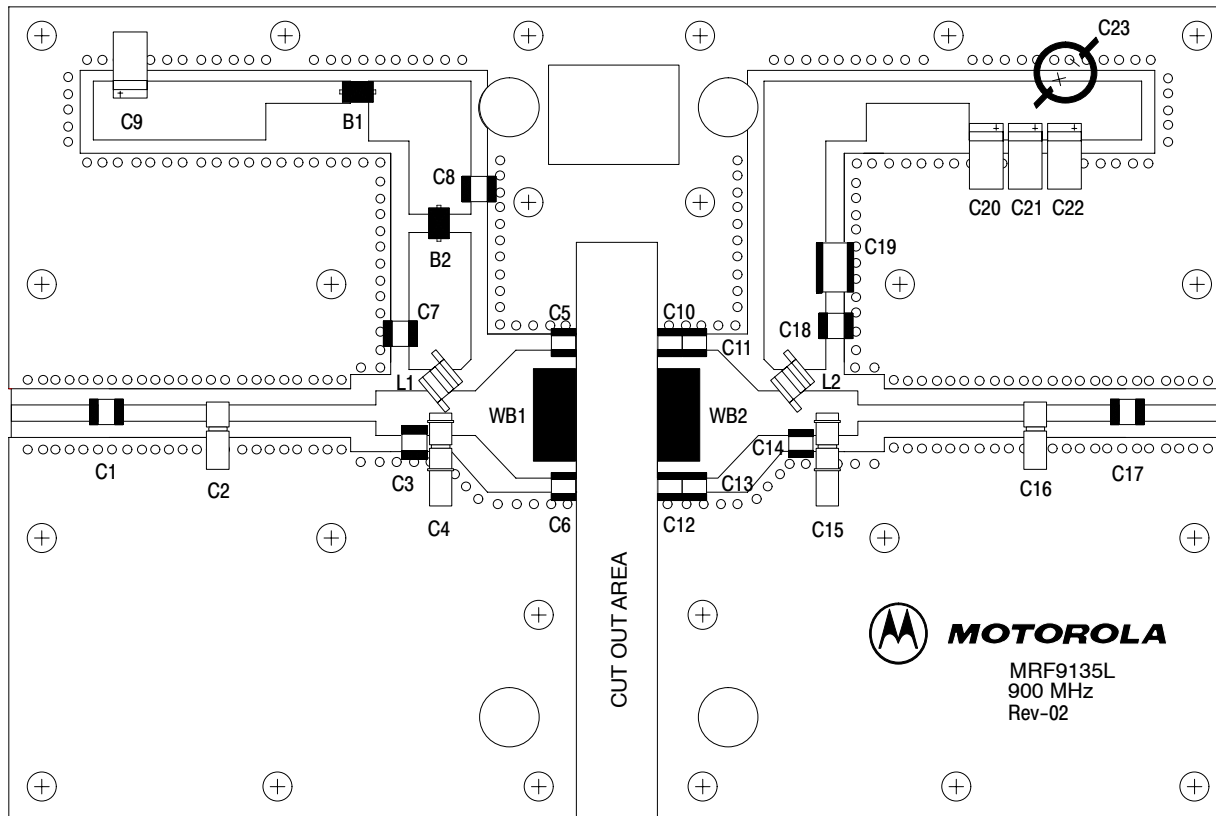 C23
C9
B1
C8
C20 C21 C22
B2
C19
C7
C5 C10
C18
C11
L1
L2
WB1
WB2
C1
C2
C3
C4
C6
C12
C13
C14
C15
C16
C17
CUT OUT AREA
MOTOROLA
MRF9135L
900 MHz
Rev-02